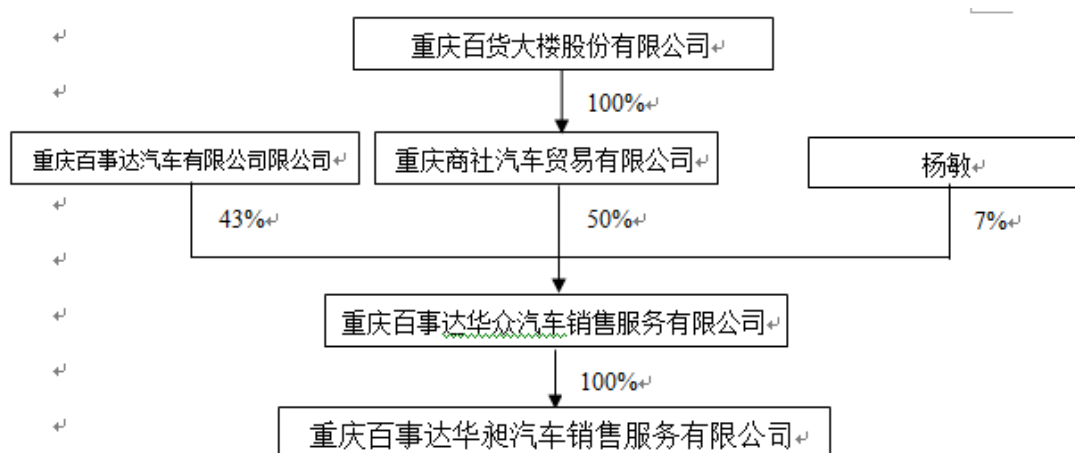 重庆百货大楼股份有限公司
100%
重庆百事达汽车有限公司限公司
重庆商社汽车贸易有限公司
杨敏
43%
50%
7%
重庆百事达华众汽车销售服务有限公司
100%
重庆百事达华昶汽车销售服务有限公司